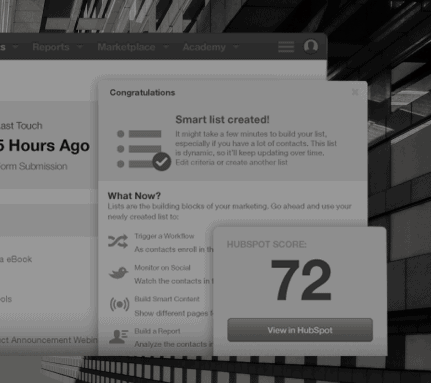 Reports
Marketplace
Academy
Congratulations
×
Last Touch
5 Hours Ago
orm Submission
Smart list created!
It might take a few minutes to build your list,
especially if you have a lot of contacts. This list
is dynamic, so it'll keep updating over time.
Edit criteria or create another list
What Now?
Lists are the building blocks of your marketing. Go ahead and use your
newly created list to:
Trigger a Workflow
As contacts enroll in th
Monitor on Social
Watch the contacts in t
Build Smart Content
Show different pages f
Build a Report
Analyze the contacts i
a eBook
ols
ct Announcement Webin
HUBSPOT SCORE:
72
View in HubSpot